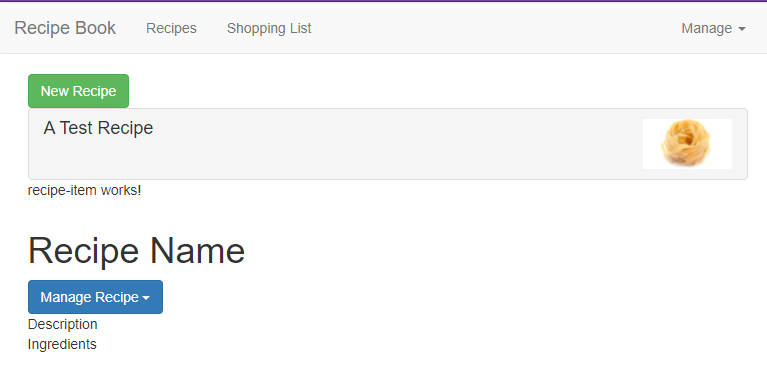 Recipe Book Recipes Shopping List Manage
New Recipe
A Test Recipe
recipe-item works!
Recipe Name
Manage Recipe
Description
Ingredients